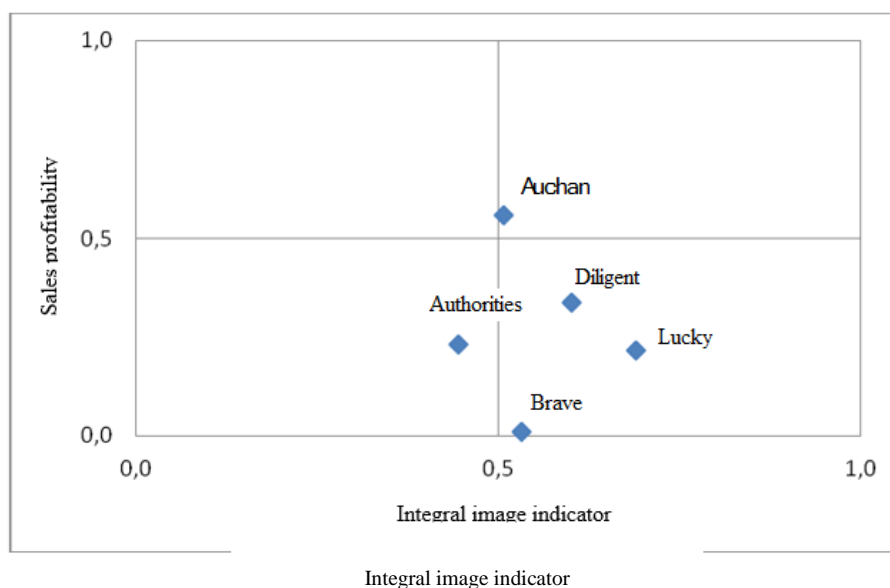 1,0
Sales profitability
Auchan
0,5
Diligent
Authorities
Lucky
Brave
0,0
0,0
0,5
1,0
Integral image indicator
Integral image indicator